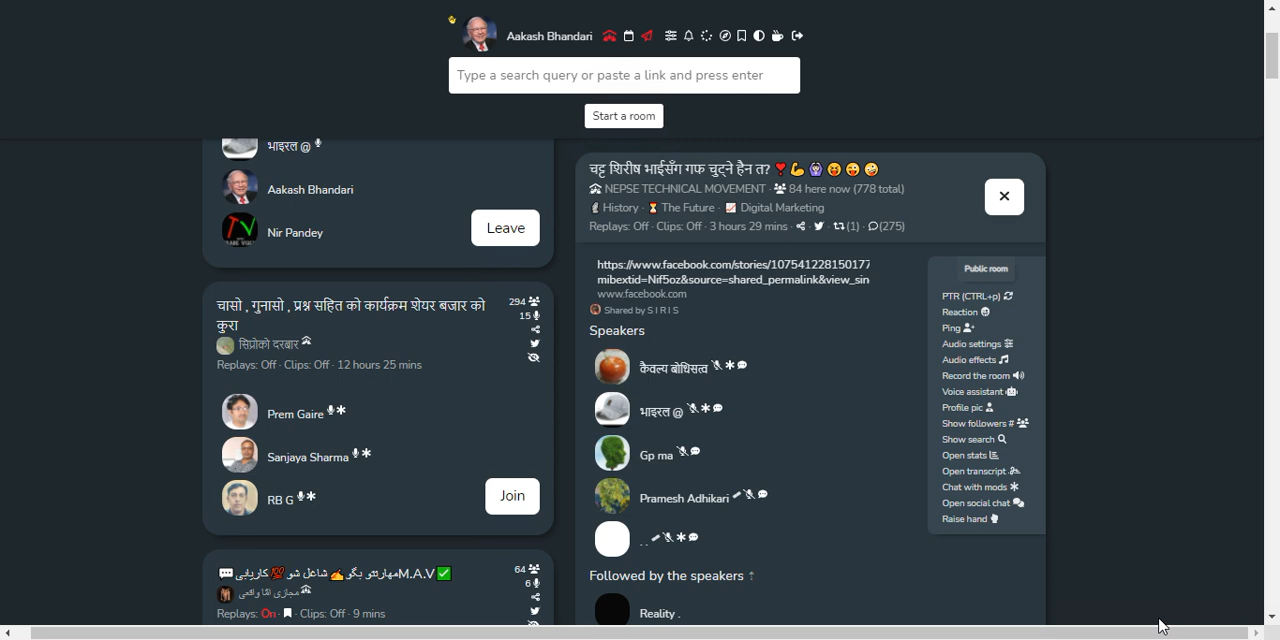 Aakash Bhandari
Type a search query or paste a link and press enter
Start a room
भाइरल @
Aakash Bhandari
Nir Pandey
Leave
चासो , गुनासो , प्रश्न सहित को कार्यक्रम शेयर बजार को
कुरा
सिप्रोको दरबार
Replays: Off · Clips: Off · 12 hours 25 mins
294
15
Prem Gaire
Sanjaya Sharma
RB G
Join
💬مهارتتو بگو✍️ شاغل شو💯کاریابیM.A.V✅
مجازی امّا واقعی
Replays: On · Clips: Off · 9 mins
64
6
चट्ट शिरीष भाईसँग गफ चुट्ने हैन त?❣️💪🙆😝😜🤪
NEPSE TECHNICAL MOVEMENT · 84 here now (778 total)
History · ⏳ The Future · 📈 Digital Marketing
Replays: Off · Clips: Off · 3 hours 29 mins · (1) · (275)
https://www.facebook.com/stories/107541228150177
mibextid=Nif5oz&source=shared_permalink&view_sin
www.facebook.com
Shared by S I R I S
Speakers
कैवल्य बोधिसत्व
भाइरल @
Gp ma
Pramesh Adhikari
. .
Followed by the speakers ↑
Reality .
Public room
PTR (CTRL+p)
Reaction
Ping
Audio settings
Audio effects
Record the room
Voice assistant
Profile pic
Show followers #
Show search
Open stats
Open transcript
Chat with mods
Open social chat
Raise hand